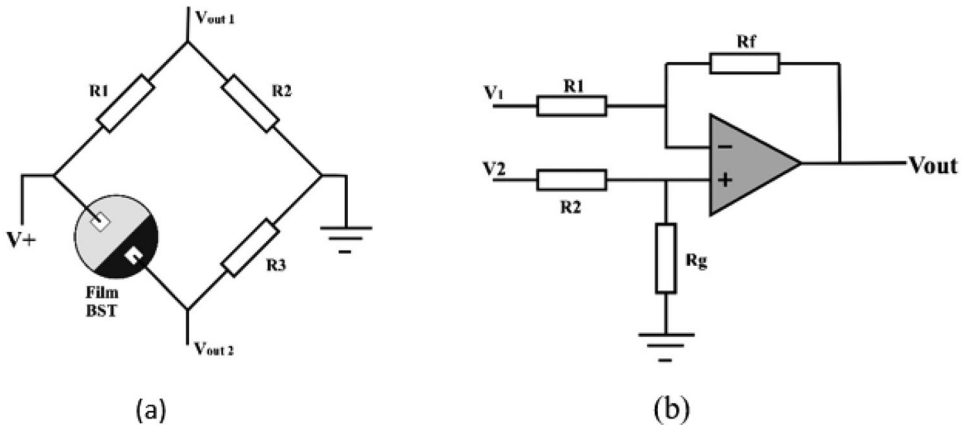 Vout 1
R1
R2
V+
R3
Film
BST
Vout 2
(a)
Rf
V1
R1
V2
R2
−
+
Vout
Rg
(b)